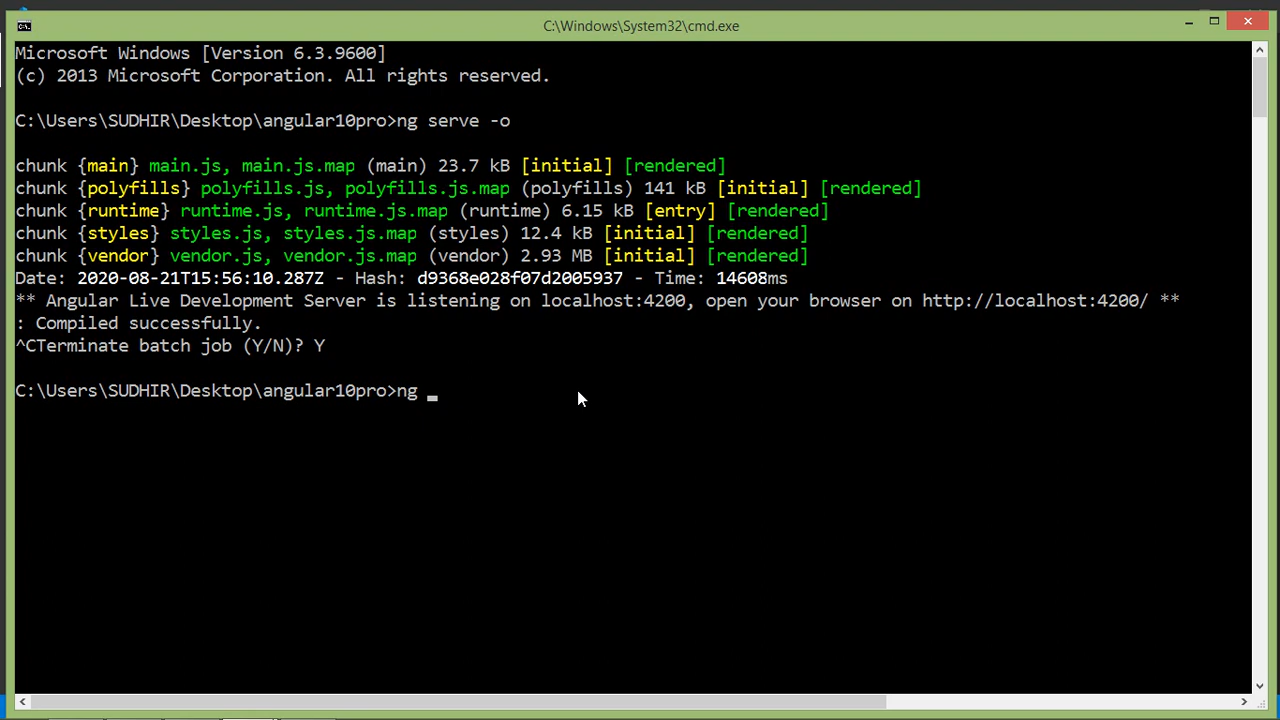 C:\Windows\System32\cmd.exe
Microsoft Windows [Version 6.3.9600]
(c) 2013 Microsoft Corporation. All rights reserved.
C:\Users\SUDHIR\Desktop\angular10pro>ng serve -o
chunk {main} main.js, main.js.map (main) 23.7 kB [initial] [rendered]
chunk {polyfills} polyfills.js, polyfills.js.map (polyfills) 141 kB [initial] [rendered]
chunk {runtime} runtime.js, runtime.js.map (runtime) 6.15 kB [entry] [rendered]
chunk {styles} styles.js, styles.js.map (styles) 12.4 kB [initial] [rendered]
chunk {vendor} vendor.js, vendor.js.map (vendor) 2.93 MB [initial] [rendered]
Date: 2020-08-21T15:56:10.287Z - Hash: d9368e028f07d2005937 - Time: 14608ms
** Angular Live Development Server is listening on localhost:4200, open your browser on http://localhost:4200/ **
: Compiled successfully.
^CTerminate batch job (Y/N)? Y
C:\Users\SUDHIR\Desktop\angular10pro>ng